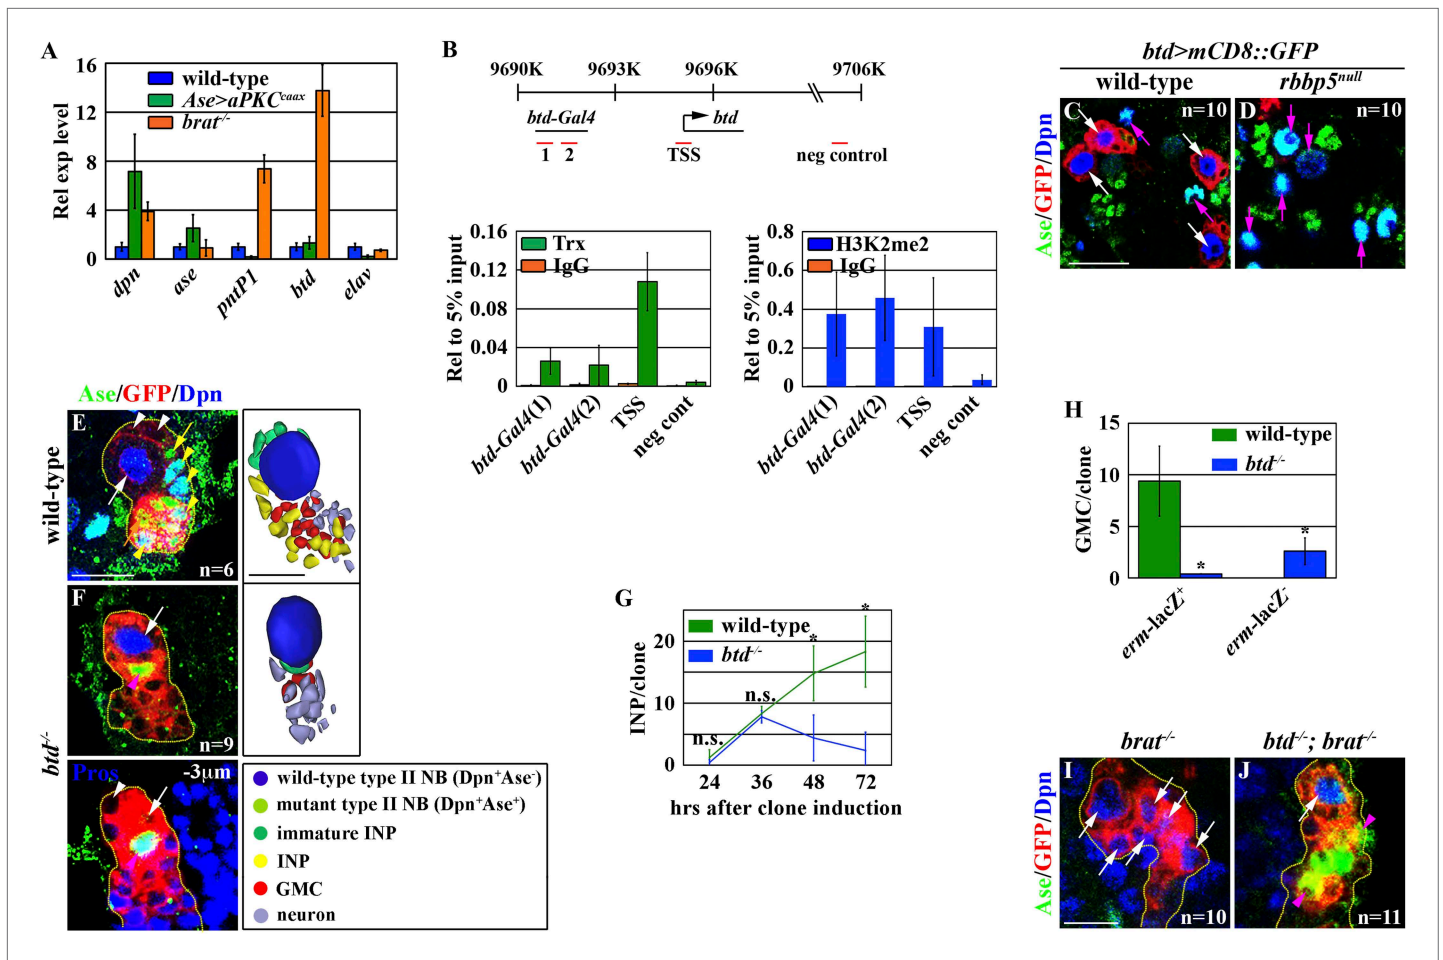 A
16
12
8
4
0
Rel exp level
wild-type
Ase>aPKCcaax
brat-/-
dpn
ase
pntP1
btd
elav
B
9690K 9693K 9696K 9706K
btd-Gal4
btd
1 2
TSS
neg control
0.16
0.12
0.08
0.04
0
Rel to 5% input
Trx
IgG
btd-Gal4(1)
btd-Gal4(2)
TSS
neg cont
0.8
0.6
0.4
0.2
0
Rel to 5% input
H3K2me2
IgG
btd-Gal4(1)
btd-Gal4(2)
TSS
neg cont
btd>mCD8::GFP
wild-type rbbp5null
Ase/GFP/Dpn
C n=10
D n=10
Ase/GFP/Dpn
wild-type
E
n=6
btd-/-
F
n=9
Pros -3μm
wild-type type II NB (Dpn+Ase-)
mutant type II NB (Dpn+Ase+)
immature INP
INP
GMC
neuron
G
20
10
0
INP/clone
wild-type
btd-/-
n.s.
n.s.
*
*
24 36 48 72
hrs after clone induction
H
15
10
5
0
GMC/clone
wild-type
btd-/-
*
*
erm-lacZ+
erm-lacZ-
brat-/- btd-/-; brat-/-
Ase/GFP/Dpn
I
n=10
J
n=11